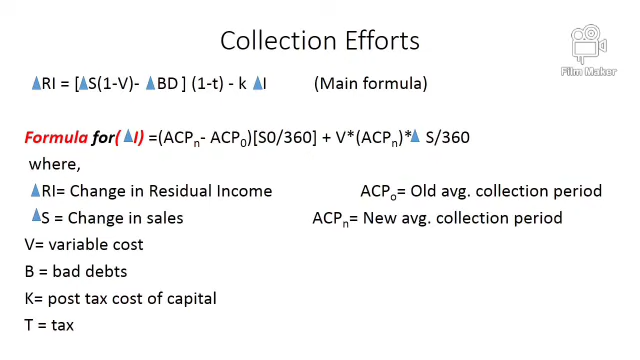 Collection Efforts
Film Maker
▲RI = [▲S(1-V)- ▲BD ] (1-t) - k ▲I (Main formula)
Formula for( ▲I) =(ACPn- ACP0)[S0/360] + V*(ACPn)*▲ S/360
where,
▲RI= Change in Residual Income ACPo= Old avg. collection period
▲S = Change in sales ACPn= New avg. collection period
V= variable cost
B = bad debts
K= post tax cost of capital
T = tax